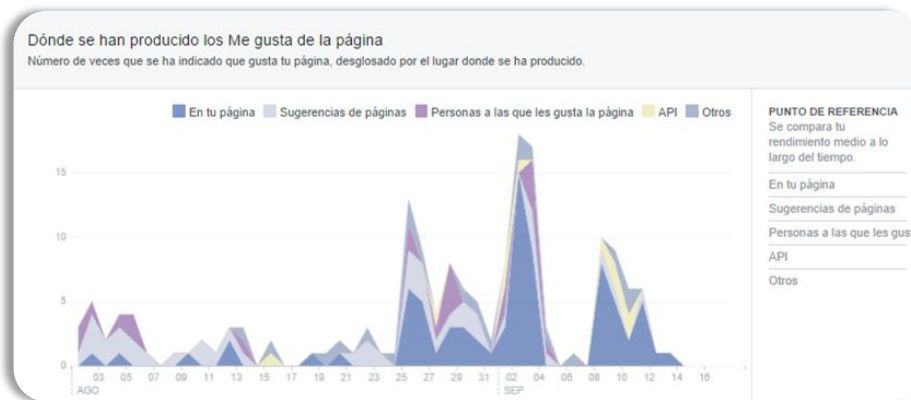 Dónde se han producido los Me gusta de la página
Número de veces que se ha indicado que gusta tu página, desglosado por el lugar donde se ha producido.
En tu página Sugerencias de páginas Personas a las que les gusta la página API Otros
15
10
5
0
03 05 07 09 11 13 15 17 19 21 23 25 27 29 31 02 04 06 08 10 12 14 16
AGO SEP
PUNTO DE REFERENCIA
Se compara tu
rendimiento medio a lo
largo del tiempo.
En tu página
Sugerencias de páginas
Personas a las que les gus
API
Otros